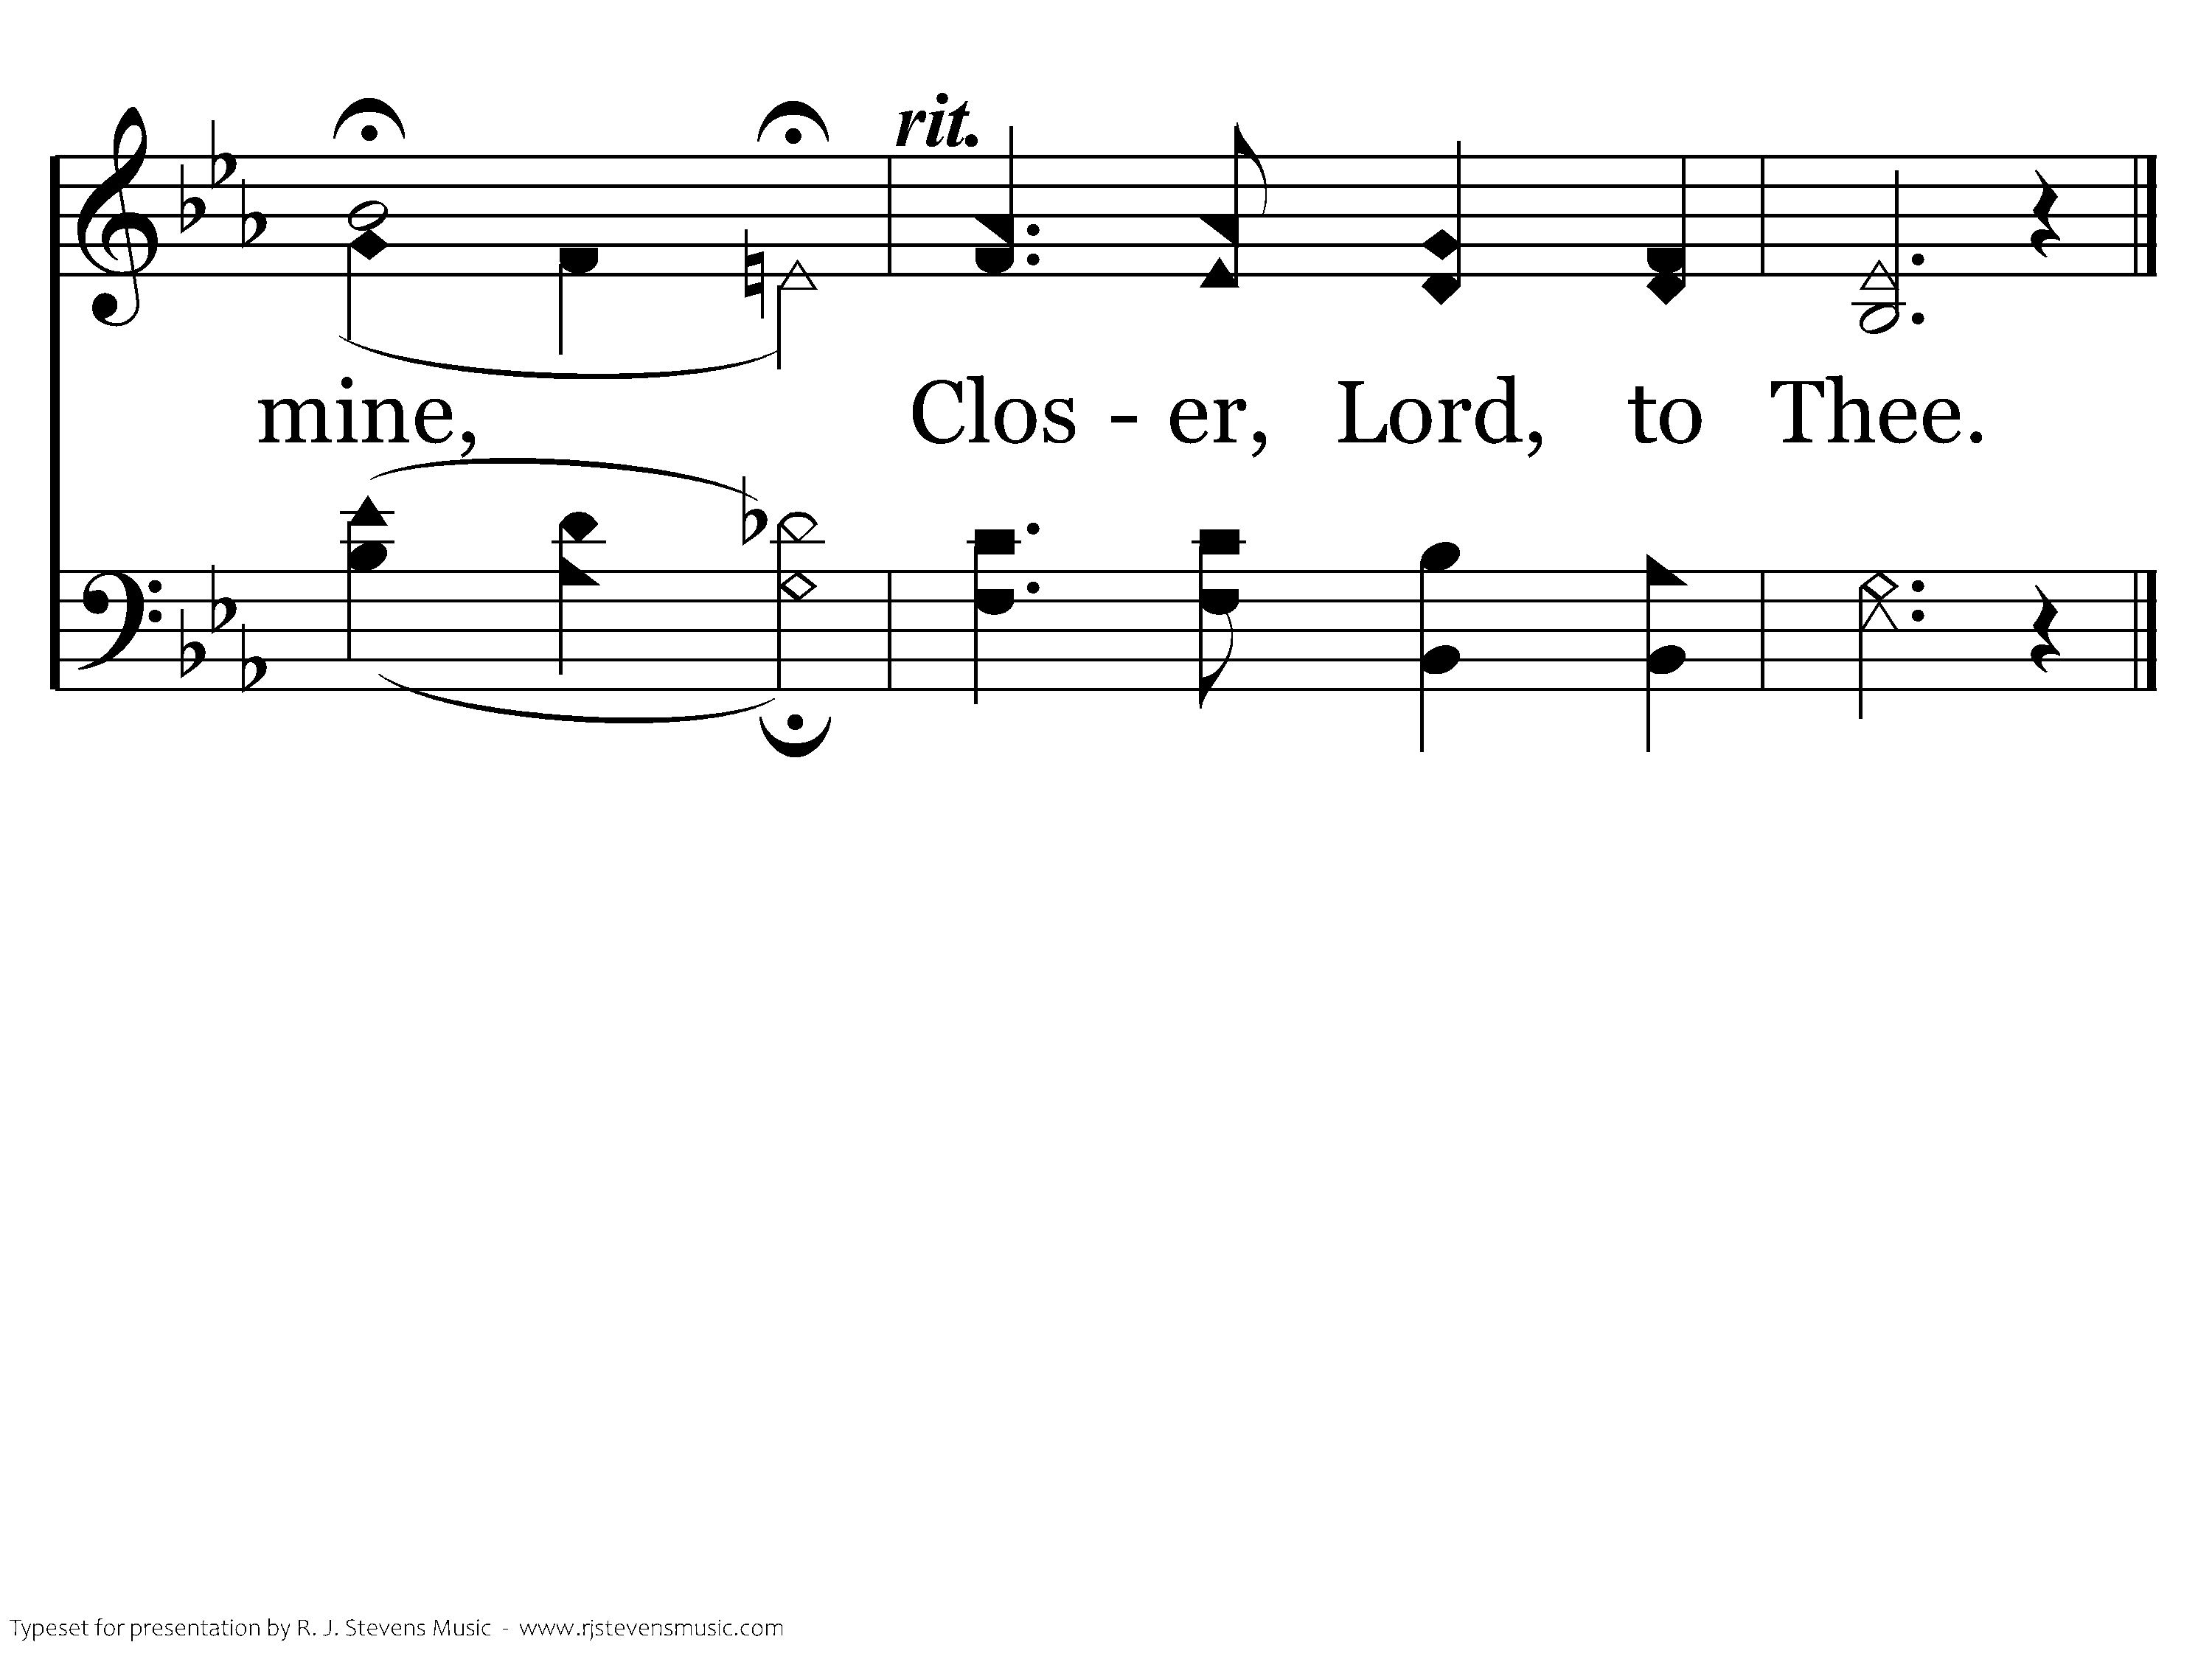 rit.
mine, Clos - er, Lord, to Thee.
Typeset for presentation by R. J. Stevens Music - www.rjstevensmusic.com